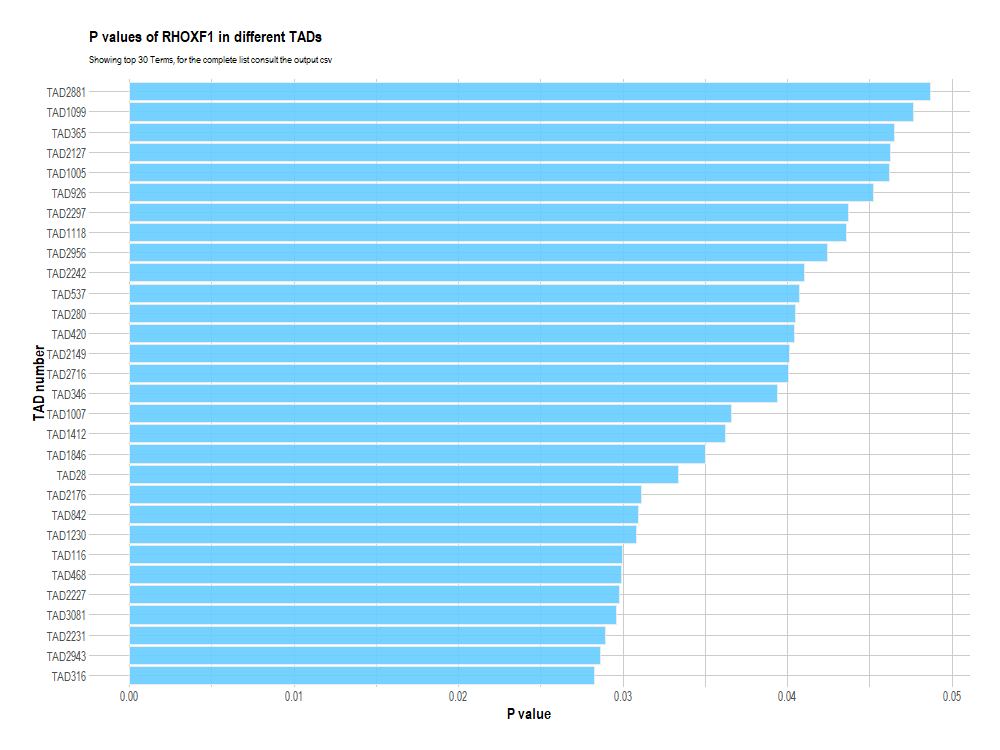 P values of RHOXF1 in different TADs
Showing top 30 Terms, for the complete list consult the output csv
TAD2881
TAD1099
TAD365
TAD2127
TAD1005
TAD926
TAD2297
TAD1118
TAD2956
TAD2242
TAD537
TAD280
TAD420
TAD2149
TAD2716
TAD346
TAD1007
TAD1412
TAD1846
TAD28
TAD2176
TAD842
TAD1230
TAD116
TAD468
TAD2227
TAD3081
TAD2231
TAD2943
TAD316
TAD number
0.00 0.01 0.02 0.03 0.04 0.05
P value